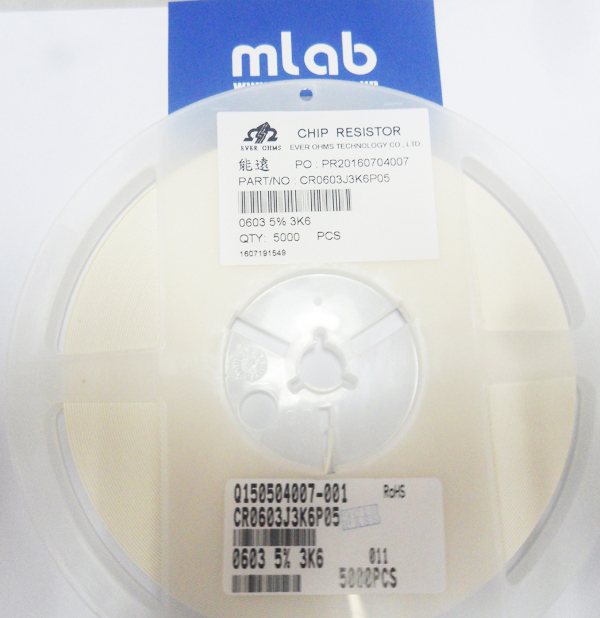 mlab
CHIP RESISTOR
EVER OHMS
EVER OHMS TECHNOLOGY CO., LTD
能遠 PO : PR20160704007
PART/NO : CR0603J3K6P05
0603 5% 3K6
QTY: 5000 PCS
1607191549
Q150504007-001 RoHS
CR0603J3K6P05
0603 5% 3K6 011
5000PCS